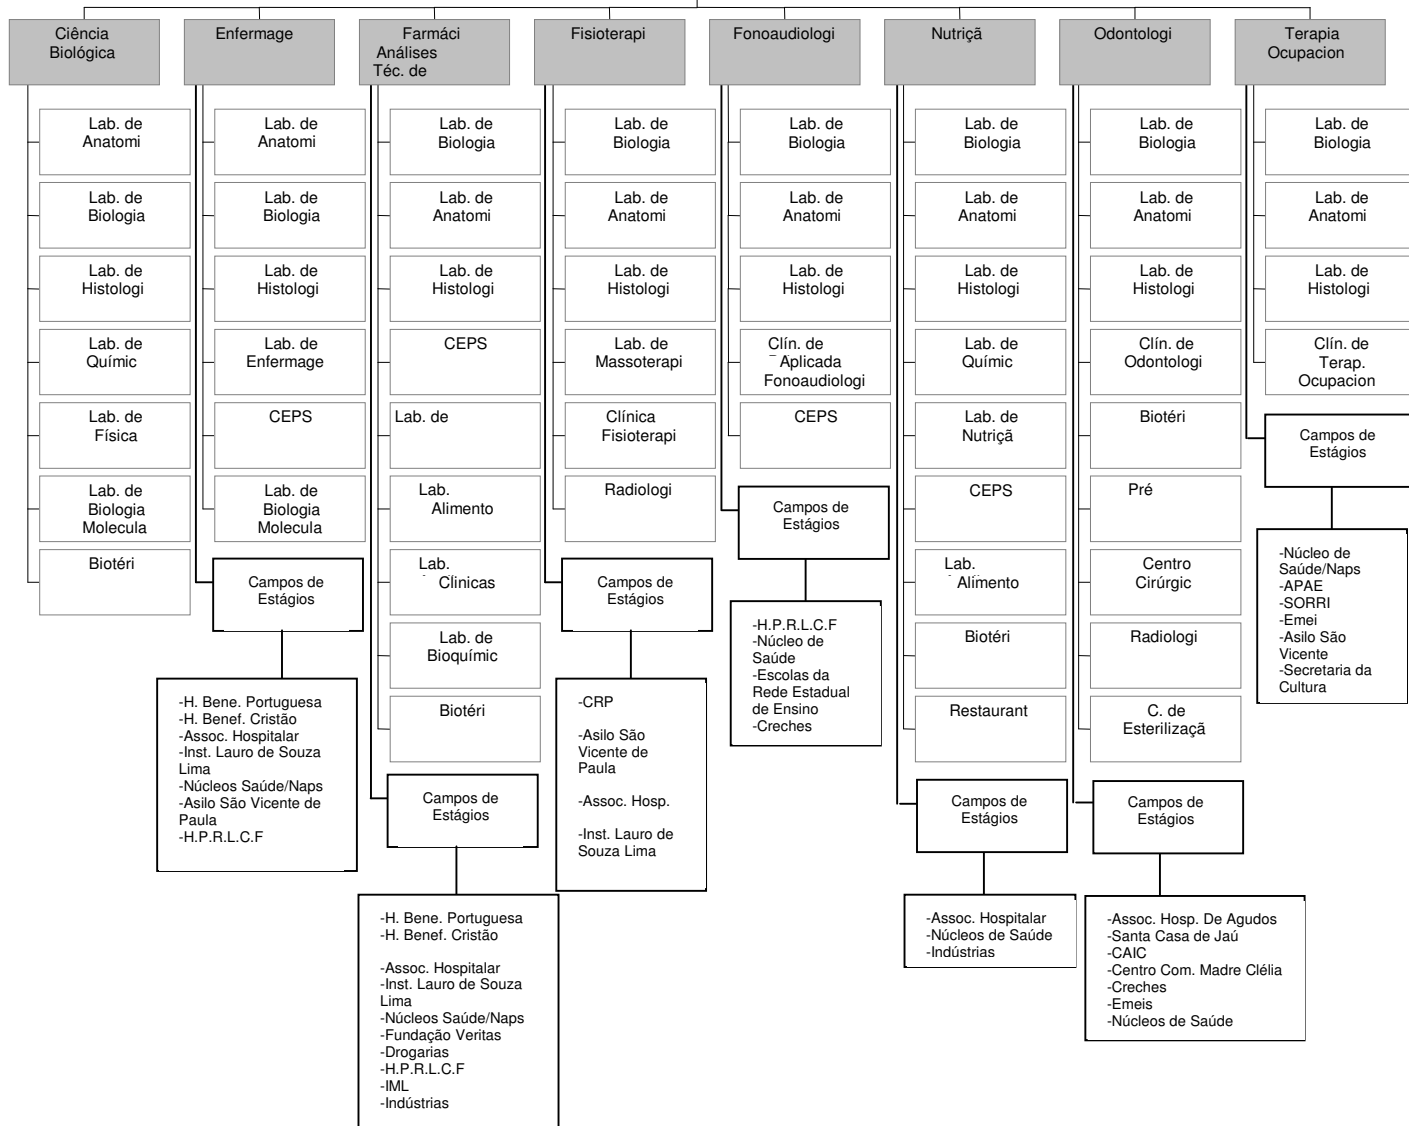 Ciência
Biológica
Lab. de
Anatomi
Lab. de
Biologia
Lab. de
Histologi
Lab. de
Químic
Lab. de
Física
Lab. de
Biologia
Molecula
Biotéri
Enfermage
Lab. de
Anatomi
Lab. de
Biologia
Lab. de
Histologi
Lab. de
Enfermage
CEPS
Lab. de
Biologia
Molecula
Campos de
Estágios
-H. Bene. Portuguesa
-H. Benef. Cristão
-Assoc. Hospitalar
-Inst. Lauro de Souza
Lima
-Núcleos Saúde/Naps
-Asilo São Vicente de
Paula
-H.P.R.L.C.F
Farmáci
Análises
Téc. de
Lab. de
Biologia
Lab. de
Anatomi
Lab. de
Histologi
CEPS
Lab. de
Lab.
Alimento
Lab.
Clinicas
Lab. de
Bioquímic
Biotéri
Campos de
Estágios
-H. Bene. Portuguesa
-H. Benef. Cristão
-Assoc. Hospitalar
-Inst. Lauro de Souza
Lima
-Núcleos Saúde/Naps
-Fundação Veritas
-Drogarias
-H.P.R.L.C.F
-IML
-Indústrias
Fisioterapi
Lab. de
Biologia
Lab. de
Anatomi
Lab. de
Histologi
Lab. de
Massoterapi
Clínica
Fisioterapi
Radiologi
Campos de
Estágios
-CRP
-Asilo São
Vicente de
Paula
-Assoc. Hosp.
-Inst. Lauro de
Souza Lima
Fonoaudiologi
Lab. de
Biologia
Lab. de
Anatomi
Lab. de
Histologi
Clín. de
Aplicada
Fonoaudiologi
CEPS
Campos de
Estágios
-H.P.R.L.C.F
-Núcleo de
Saúde
-Escolas da
Rede Estadual
de Ensino
-Creches
Nutriçã
Lab. de
Biologia
Lab. de
Anatomi
Lab. de
Histologi
Lab. de
Químic
Lab. de
Nutriçã
CEPS
Lab.
Alimento
Biotéri
Restaurant
Campos de
Estágios
-Assoc. Hospitalar
-Núcleos de Saúde
-Indústrias
Odontologi
Lab. de
Biologia
Lab. de
Anatomi
Lab. de
Histologi
Clín. de
Odontologi
Biotéri
Pré
Centro
Cirúrgic
Radiologi
C. de
Esterilizaçã
Campos de
Estágios
-Assoc. Hosp. De Agudos
-Santa Casa de Jaú
-CAIC
-Centro Com. Madre Clélia
-Creches
-Emeis
-Núcleos de Saúde
Terapia
Ocupacion
Lab. de
Biologia
Lab. de
Anatomi
Lab. de
Histologi
Clín. de
Terap.
Ocupacion
Campos de
Estágios
-Núcleo de
Saúde/Naps
-APAE
-SORRI
-Emei
-Asilo São
Vicente
-Secretaria da
Cultura